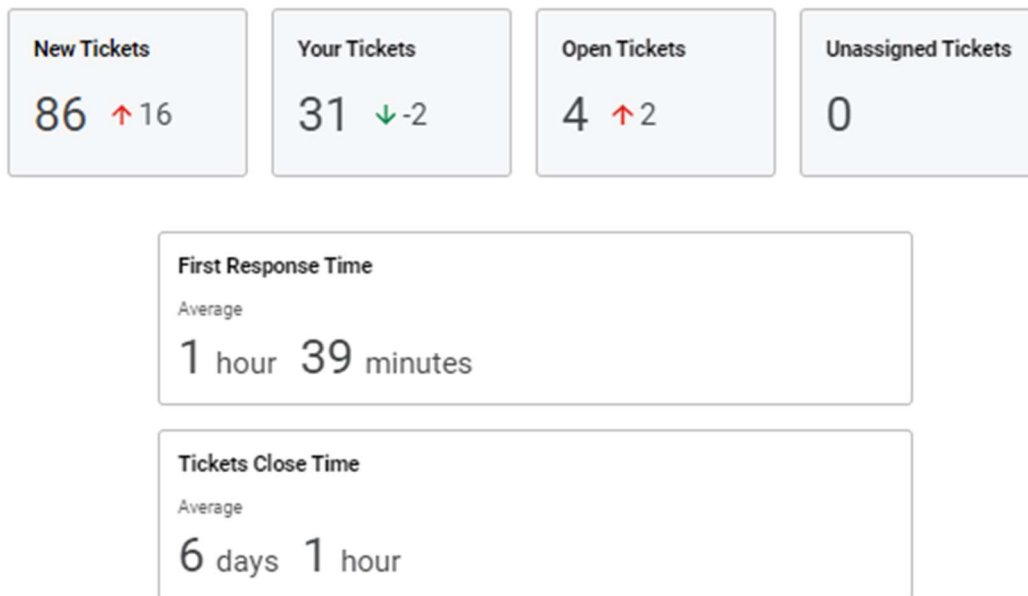 New Tickets
86 ↑ 16
Your Tickets
31 ↓ -2
Open Tickets
4 ↑ 2
Unassigned Tickets
0
First Response Time
Average
1 hour 39 minutes
Tickets Close Time
Average
6 days 1 hour